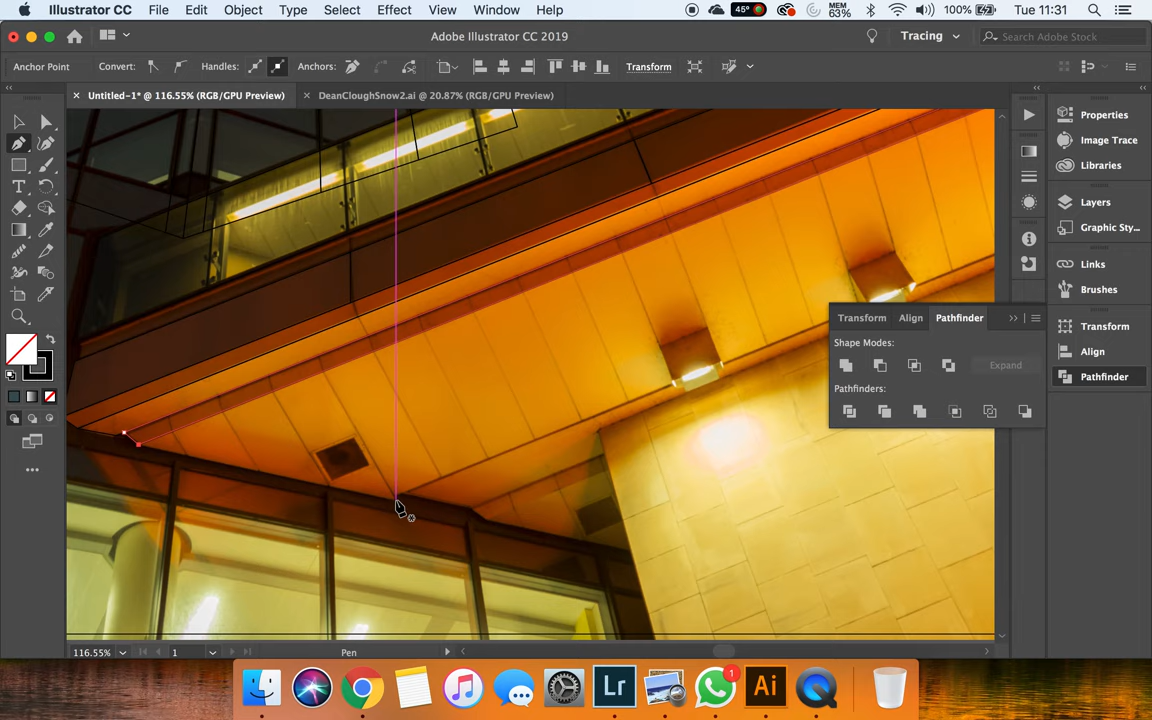 Illustrator CC File Edit Object Type Select Effect View Window Help 45° MEM 63% 100% Tue 11:31
Adobe Illustrator CC 2019 Tracing Search Adobe Stock
Anchor Point Convert: Handles: Anchors: Transform
× Untitled-1* @ 116.55% (RGB/GPU Preview) × DeanCloughSnow2.ai @ 20.87% (RGB/GPU Preview)
Properties
Image Trace
Libraries
Layers
Graphic Sty...
Links
Brushes
Transform
Align
Pathfinder
Transform Align Pathfinder
Shape Modes:
Expand
Pathfinders:
116.55% 1 Pen
Lr 1 Ai